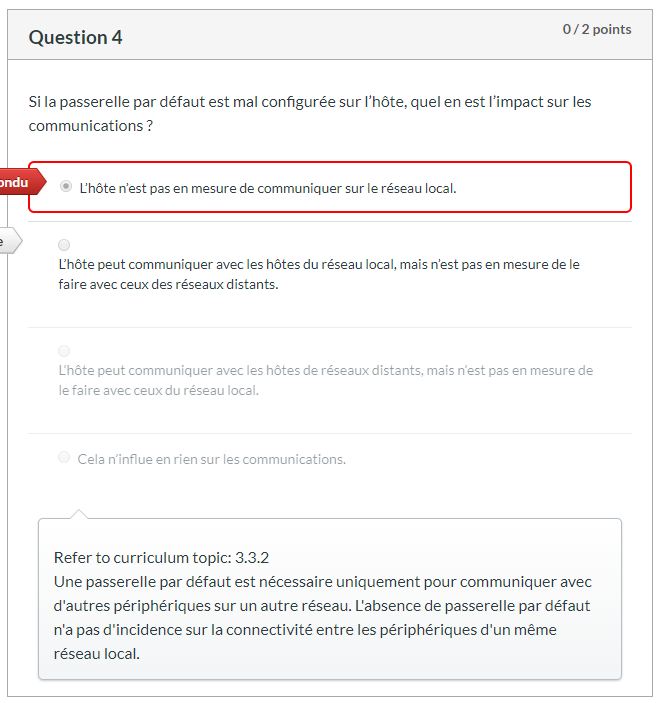 Question 4
0 / 2 points
Si la passerelle par défaut est mal configurée sur l’hôte, quel en est l’impact sur les
communications ?
ondu
L’hôte n’est pas en mesure de communiquer sur le réseau local.
e
L’hôte peut communiquer avec les hôtes du réseau local, mais n’est pas en mesure de le
faire avec ceux des réseaux distants.
L’hôte peut communiquer avec les hôtes de réseaux distants, mais n’est pas en mesure de
le faire avec ceux du réseau local.
Cela n’influe en rien sur les communications.
Refer to curriculum topic: 3.3.2
Une passerelle par défaut est nécessaire uniquement pour communiquer avec
d'autres périphériques sur un autre réseau. L'absence de passerelle par défaut
n'a pas d'incidence sur la connectivité entre les périphériques d'un même
réseau local.